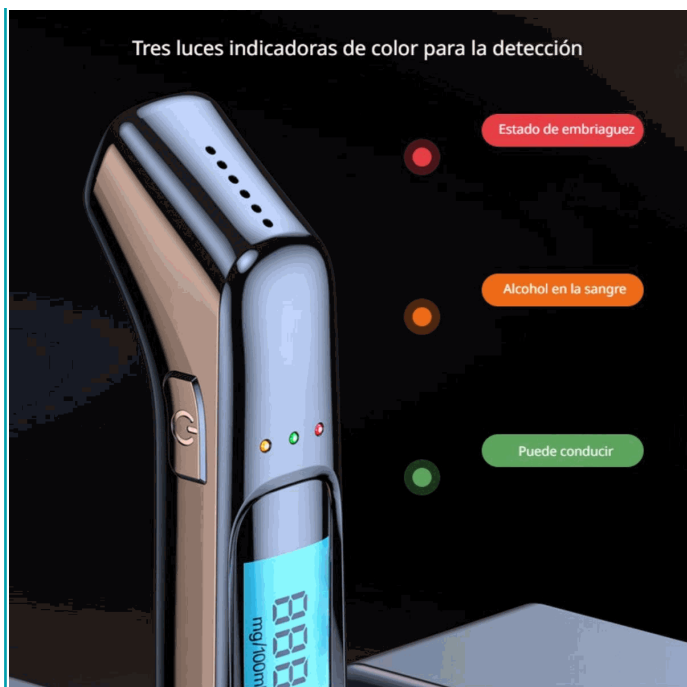 Tres luces indicadoras de color para la detección
Estado de embriaguez
Alcohol en la sangre
Puede conducir
888
mg/100m